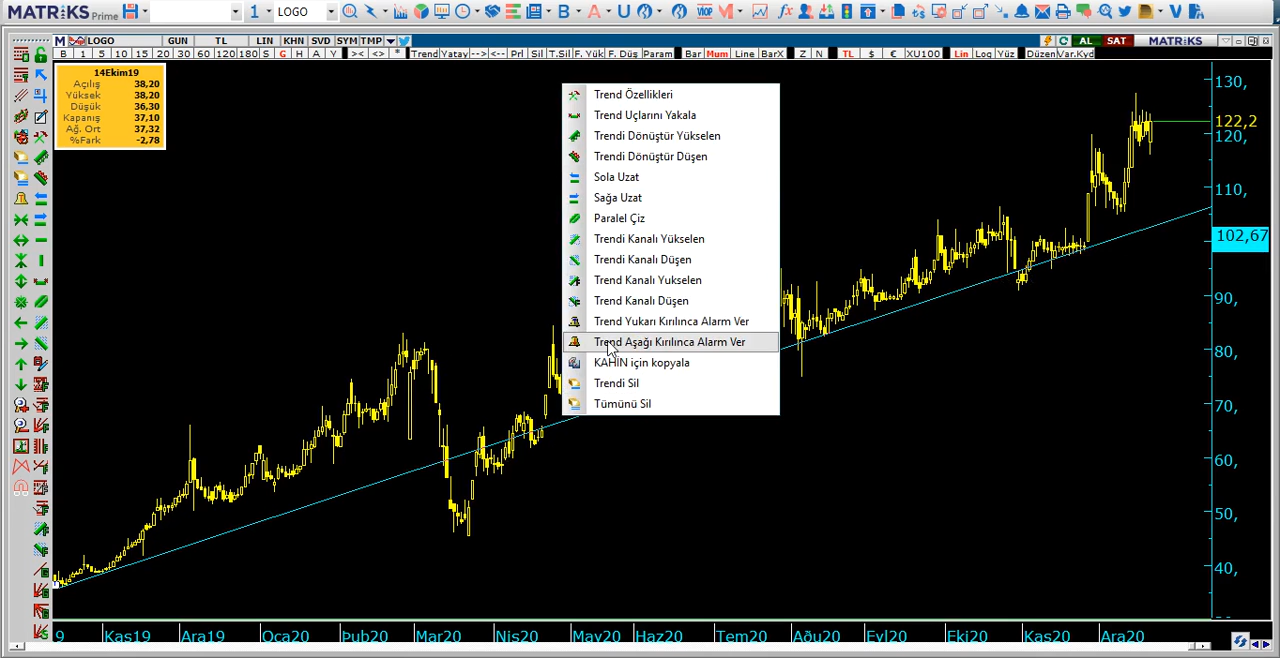 MATRiKS Prime 1 LOGO
M LOGO GUN TL LIN KHN SVD SYM TMP AL SAT MATRiKS
B 1 5 10 15 20 30 60 120 180 S G H A Y >< <> Trend Yatay --> <-- Prl Sil T.Sil F. Yük F. Düş Param Bar Mum Line BarX Z N TL $ € XU100 Lin Log Yüz Düzen Var.Kyd
14Ekim19
Açılış 38,20
Yüksek 38,20
Düşük 36,30
Kapanış 37,10
Ağ. Ort 37,32
%Fark -2,78
Trend Özellikleri
Trend Uçlarını Yakala
Trendi Dönüştür Yükselen
Trendi Dönüştür Düşen
Sola Uzat
Sağa Uzat
Paralel Çiz
Trendi Kanalı Yükselen
Trendi Kanalı Düşen
Trend Kanalı Yukselen
Trend Kanalı Düşen
Trend Yukarı Kırılınca Alarm Ver
Trend Aşağı Kırılınca Alarm Ver
KAHİN için kopyala
Trendi Sil
Tümünü Sil
130,
122,2
120,
110,
102,67
90,
80,
70,
60,
50,
40,
9 Kas19 Ara19 Oca20 Þub20 Mar20 Nis20 May20 Haz20 Tem20 Aðu20 Eyl20 Eki20 Kas20 Ara20